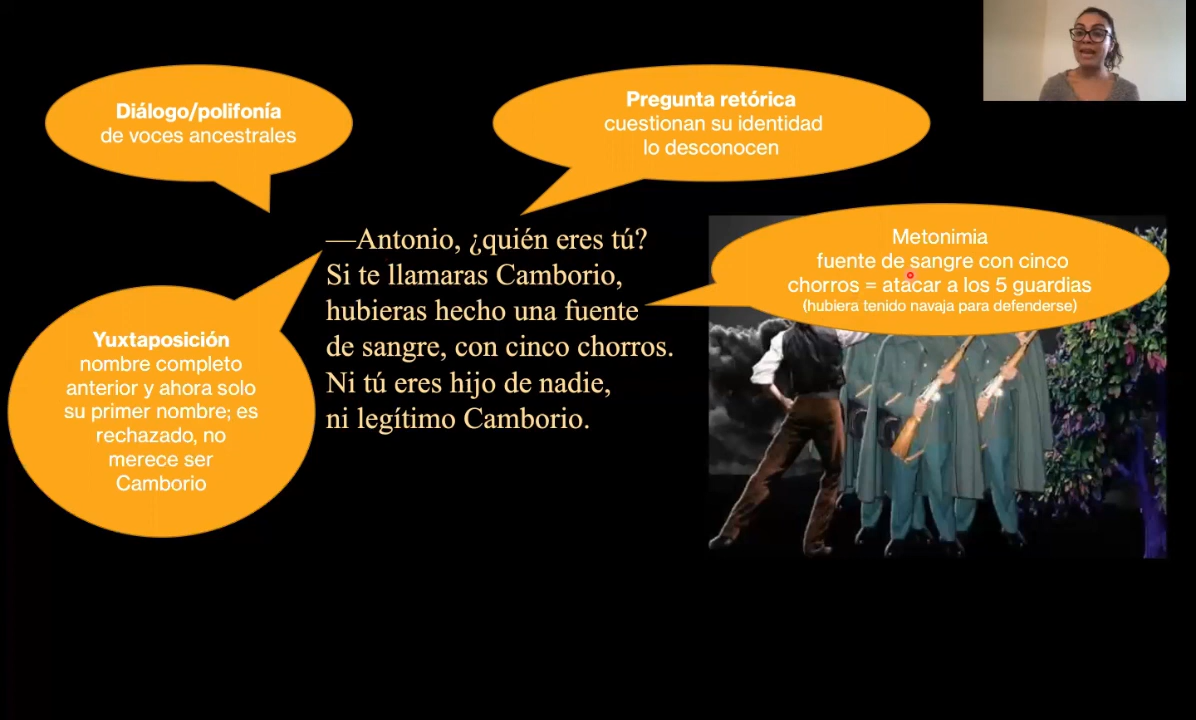 Diálogo/polifonía
de voces ancestrales
Pregunta retórica
cuestionan su identidad
lo desconocen
—Antonio, ¿quién eres tú?
Si te llamaras Camborio,
hubieras hecho una fuente
de sangre, con cinco chorros.
Ni tú eres hijo de nadie,
ni legítimo Camborio.
Metonimia
fuente de sangre con cinco
chorros = atacar a los 5 guardias
(hubiera tenido navaja para defenderse)
Yuxtaposición
nombre completo
anterior y ahora solo
su primer nombre; es
rechazado, no
merece ser
Camborio